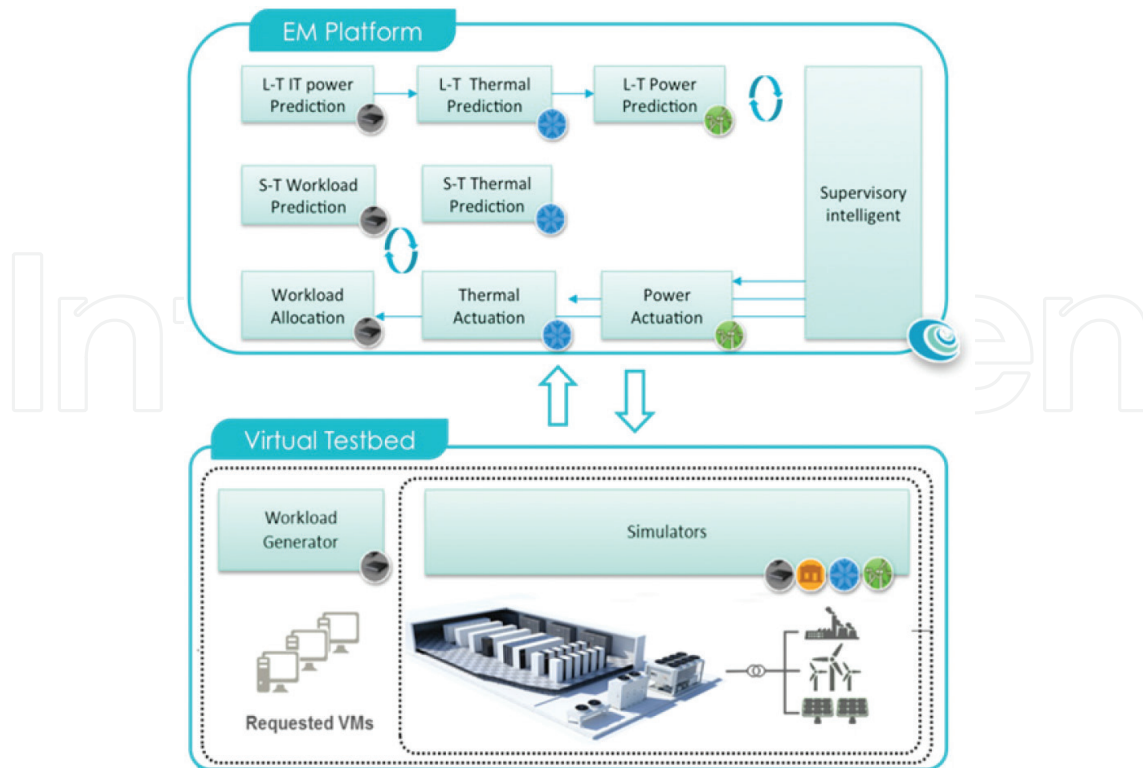 EM Platform
L-T IT power
Prediction
L-T Thermal
Prediction
L-T Power
Prediction
Supervisory
intelligent
S-T Workload
Prediction
S-T Thermal
Prediction
Workload
Allocation
Thermal
Actuation
Power
Actuation
Virtual Testbed
Workload
Generator
Simulators
Requested VMs